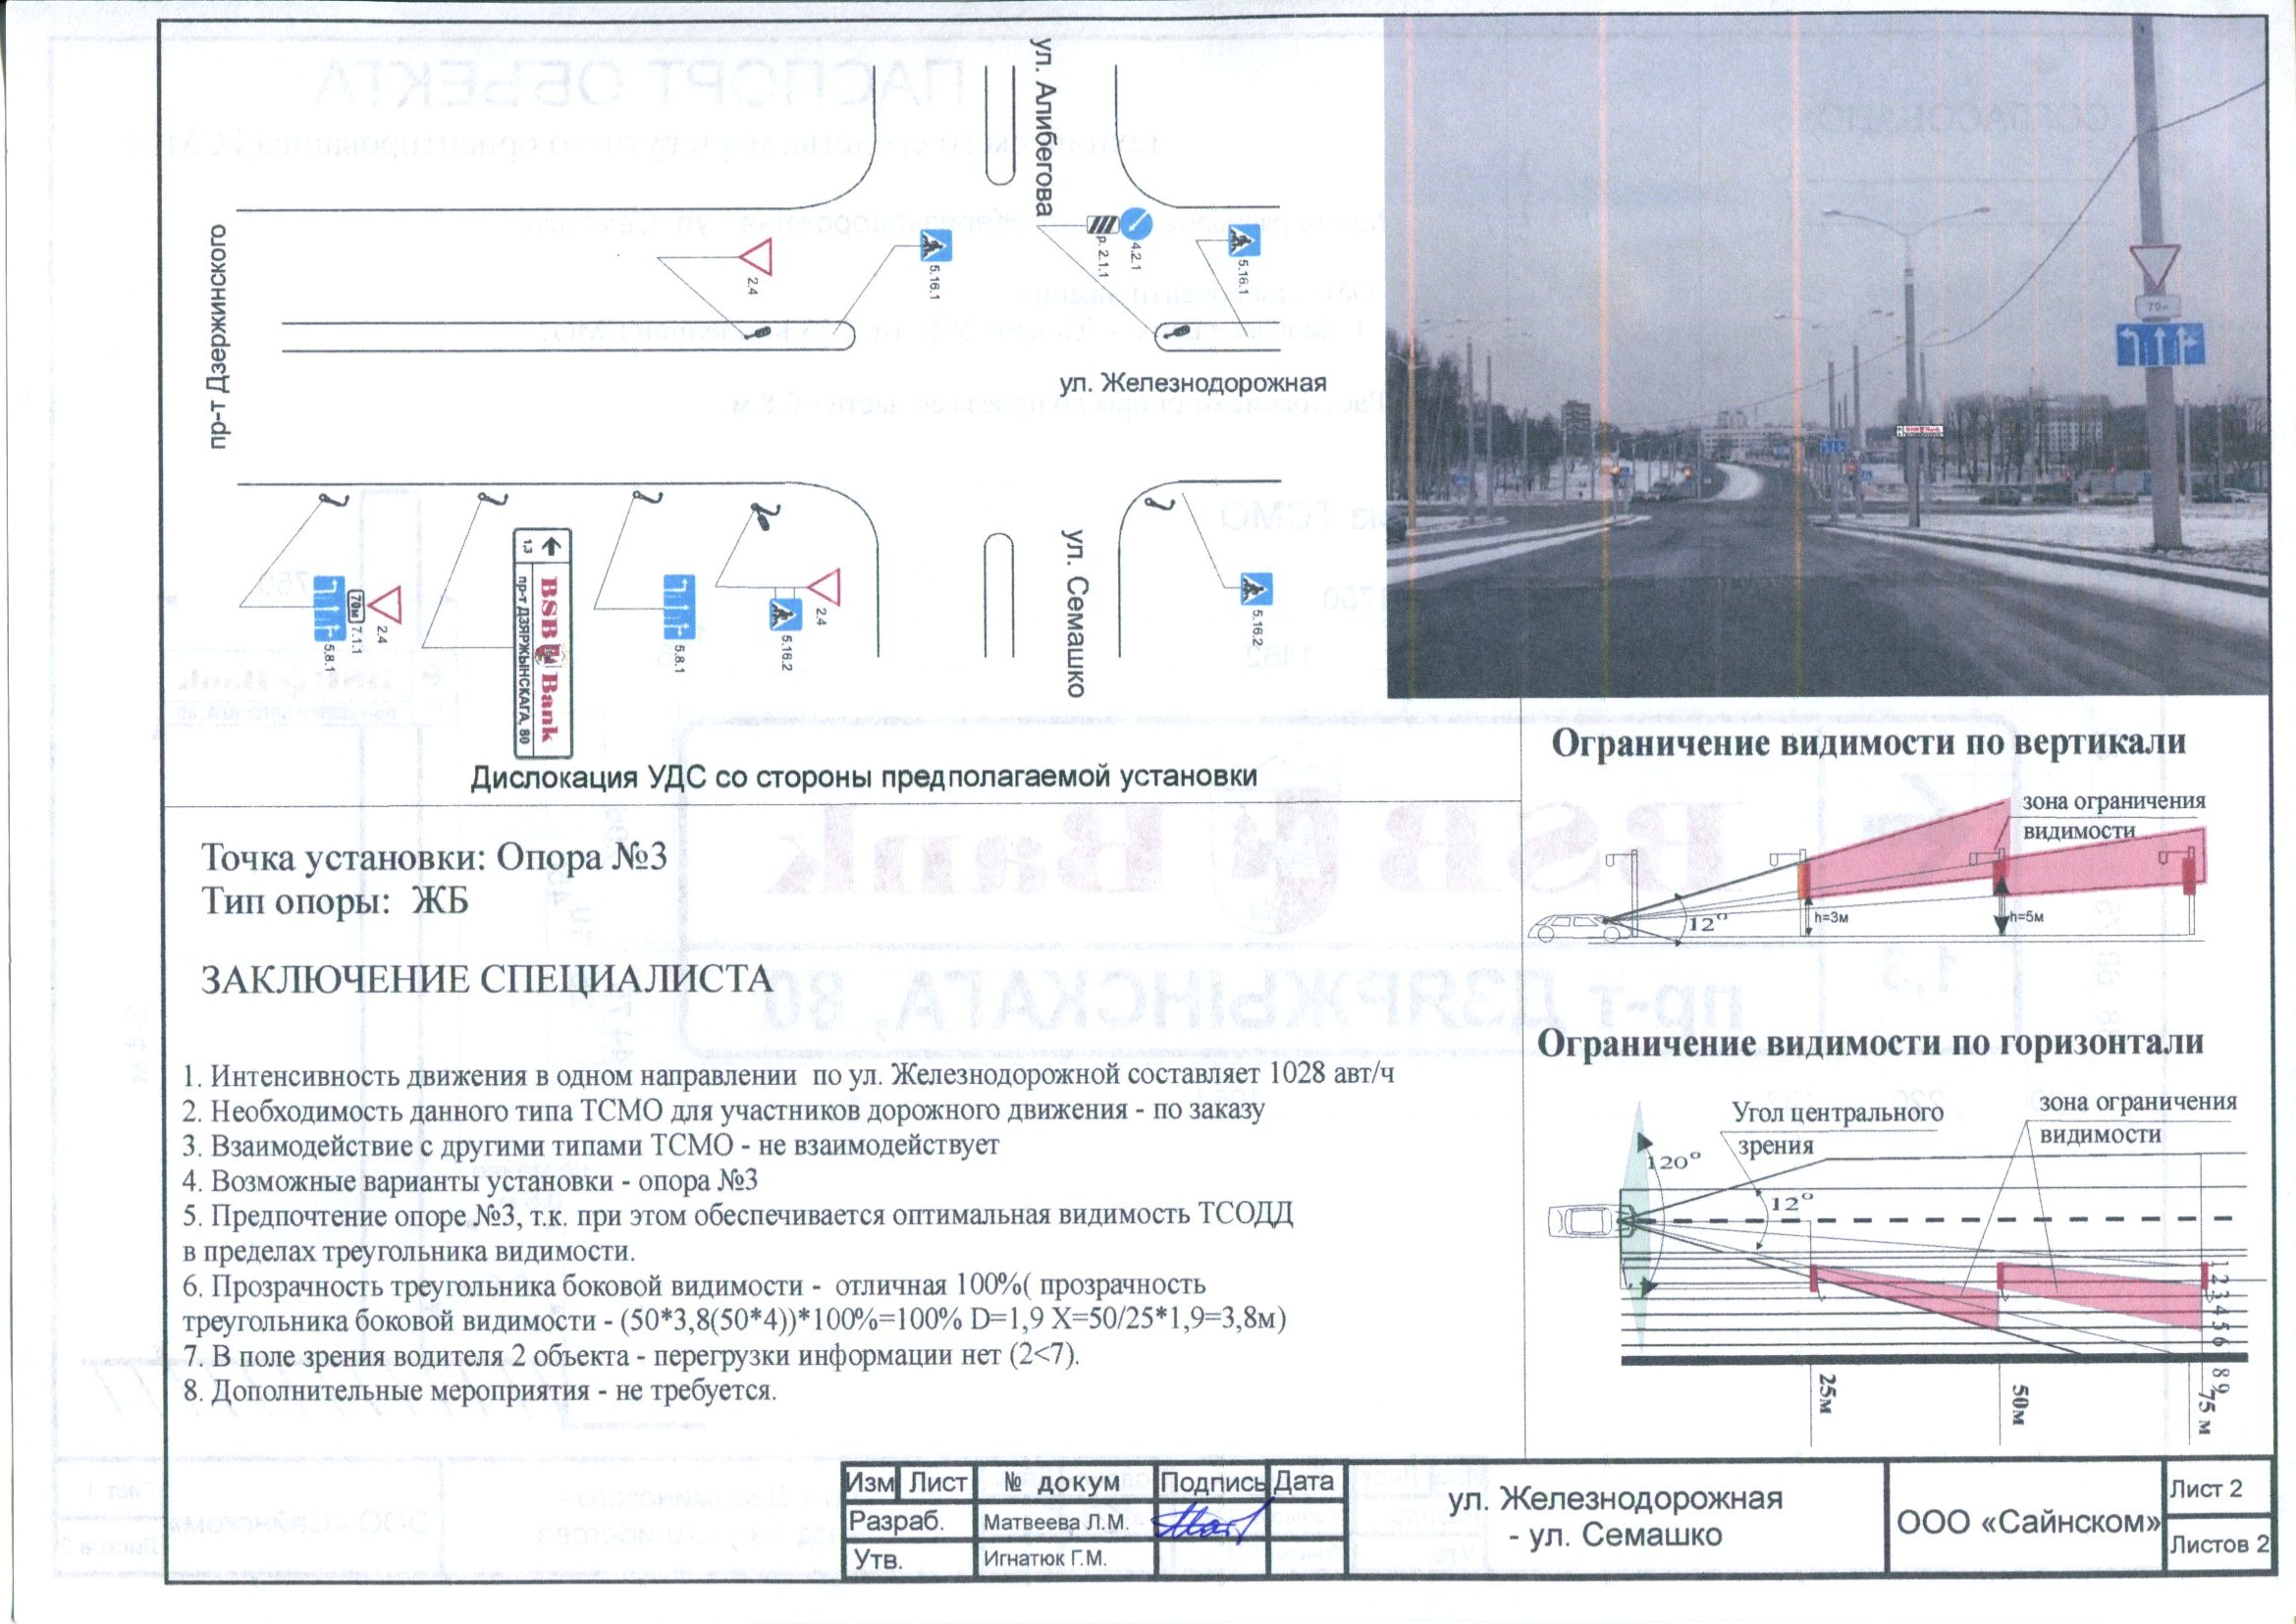 ул. Алибегова
пр-т Дзержинского
2.4
5.16.1
р. 2.1.1
4.2.1
5.16.1
ул. Железнодорожная
ул. Семашко
5.8.1
70м
7.1.1
2.4
1,3
BSB Bank
пр-т ДЗЯРЖЫНСКАГА, 80
5.8.1
5.16.2
2.4
5.16.2
Дислокация УДС со стороны предполагаемой установки
Точка установки: Опора №3
Тип опоры: ЖБ
ЗАКЛЮЧЕНИЕ СПЕЦИАЛИСТА
1. Интенсивность движения в одном направлении по ул. Железнодорожной составляет 1028 авт/ч
2. Необходимость данного типа ТСМО для участников дорожного движения - по заказу
3. Взаимодействие с другими типами ТСМО - не взаимодействует
4. Возможные варианты установки - опора №3
5. Предпочтение опоре №3, т.к. при этом обеспечивается оптимальная видимость ТСОДД
в пределах треугольника видимости.
6. Прозрачность треугольника боковой видимости - отличная 100%( прозрачность
треугольника боковой видимости - (50*3,8(50*4))*100%=100% D=1,9 X=50/25*1,9=3,8м)
7. В поле зрения водителя 2 объекта - перегрузки информации нет (2<7).
8. Дополнительные мероприятия - не требуется.
Ограничение видимости по вертикали
зона ограничения
видимости
12°
h=3м
h=5м
Ограничение видимости по горизонтали
Угол центрального
зрения
зона ограничения
видимости
120°
12°
1 2 3 4 5 6 8 9
25м
50м
75 м
Изм Лист № докум Подпись Дата
Разраб. Матвеева Л.М.
Утв. Игнатюк Г.М.
ул. Железнодорожная
- ул. Семашко
ООО «Сайнском»
Лист 2
Листов 2